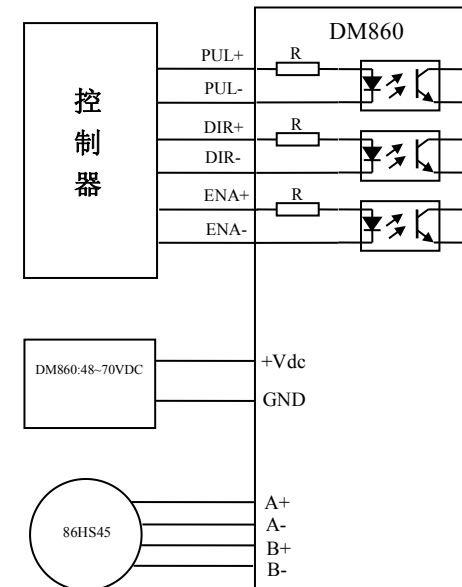 DM860
控
制
器
PUL+
R
PUL-
DIR+
R
DIR-
ENA+
R
ENA-
DM860:48~70VDC
+Vdc
GND
86HS45
A+
A-
B+
B-